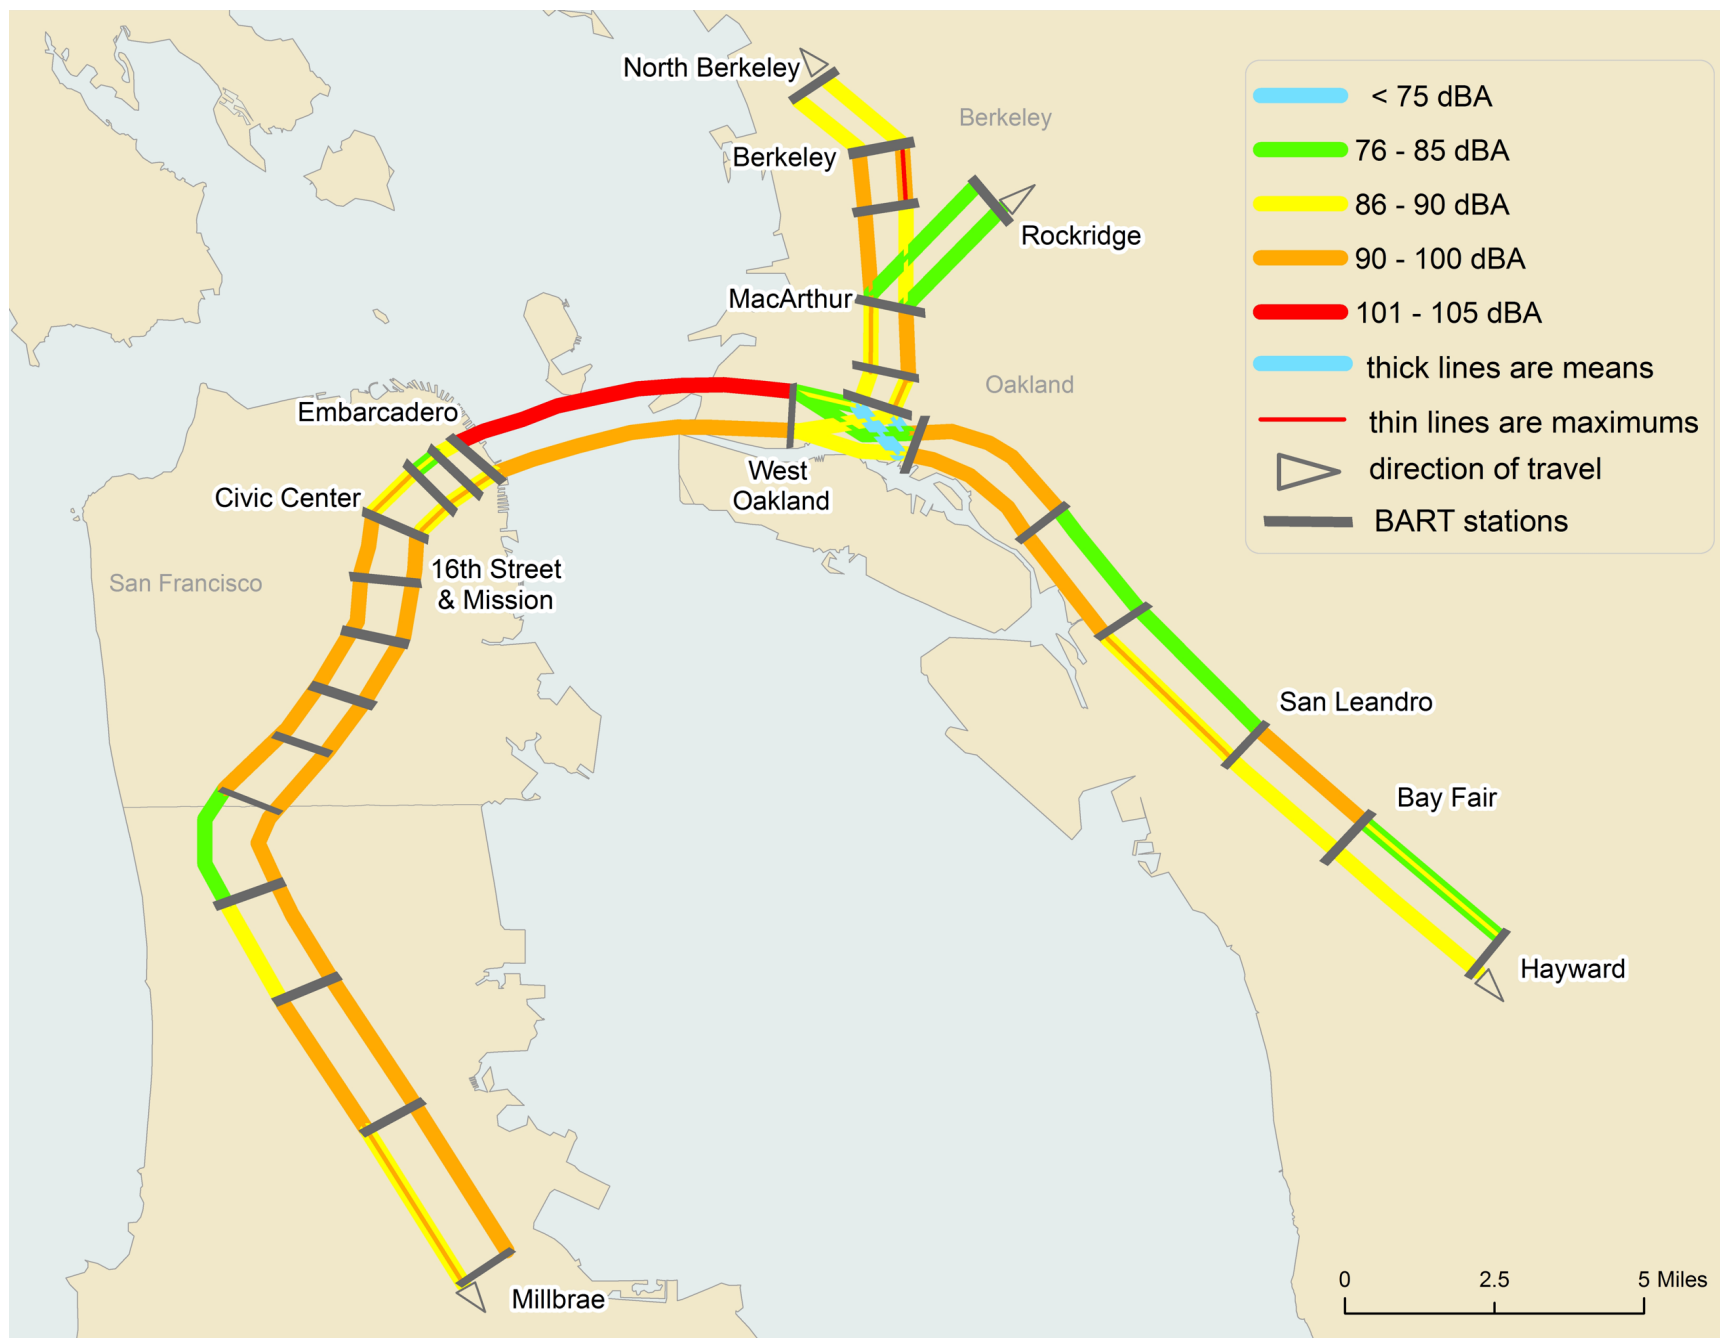 North Berkeley
Berkeley
Berkeley
Rockridge
MacArthur
Oakland
Embarcadero
West
Oakland
Civic Center
16th Street
& Mission
San Francisco
San Leandro
Bay Fair
Hayward
Millbrae
< 75 dBA
76 - 85 dBA
86 - 90 dBA
90 - 100 dBA
101 - 105 dBA
thick lines are means
thin lines are maximums
direction of travel
BART stations
0 2.5 5 Miles